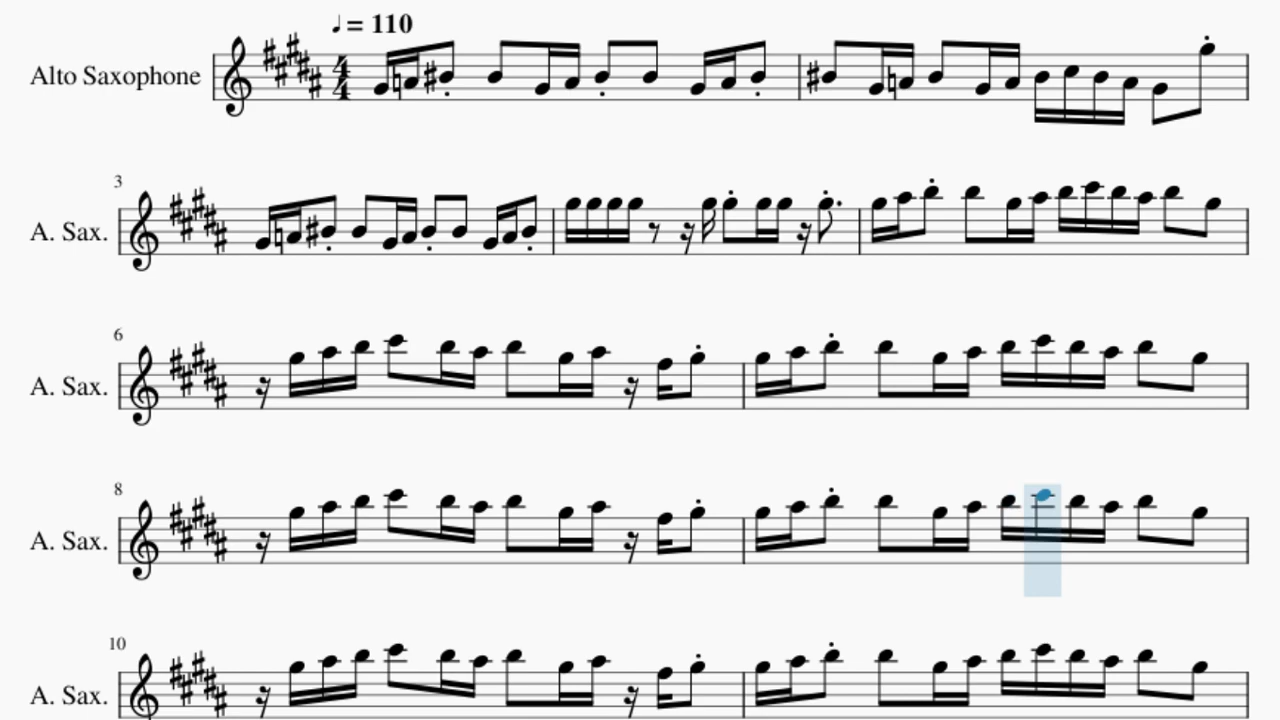 ♩ = 110
Alto Saxophone 4/4
3
A. Sax.
6
A. Sax.
8
A. Sax.
10
A. Sax.